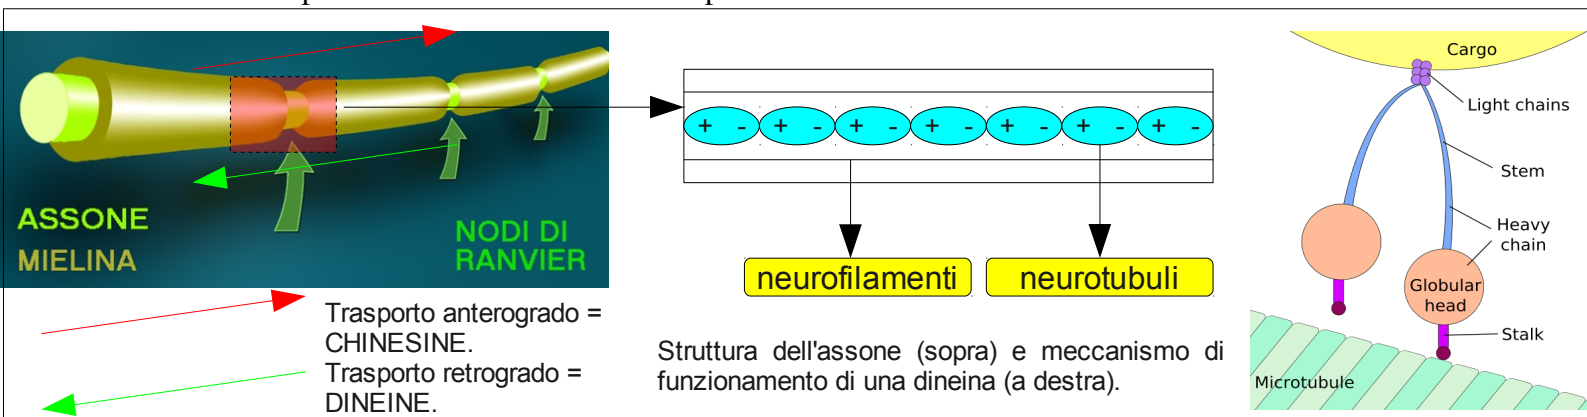 ASSONE
MIELINA
NODI DI
RANVIER
Trasporto anterogrado =
CHINESINE.
Trasporto retrogrado =
DINEINE.
+ - + - + - + - + - + - + -
neurofilamenti
neurotubuli
Struttura dell'assone (sopra) e meccanismo di
funzionamento di una dineina (a destra).
Cargo
Light chains
Stem
Heavy
chain
Globular
head
Stalk
Microtubule